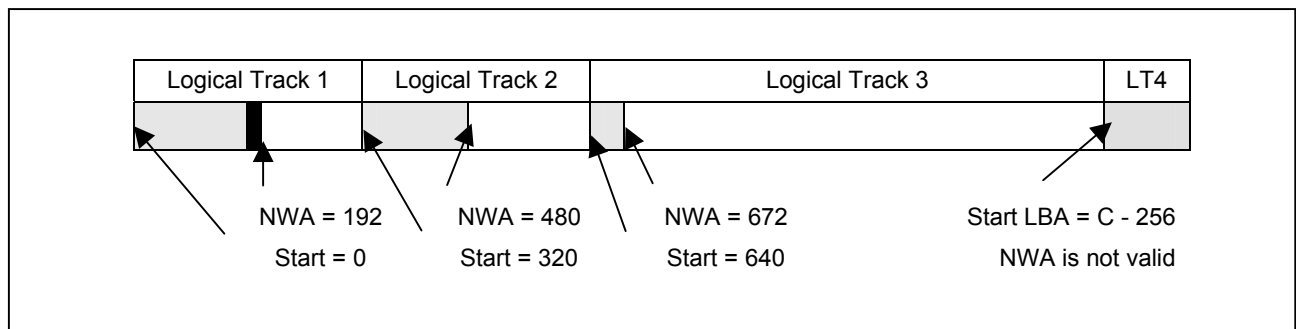 Logical Track 1 Logical Track 2 Logical Track 3 LT4
NWA = 192 NWA = 480 NWA = 672 Start LBA = C - 256
Start = 0 Start = 320 Start = 640 NWA is not valid